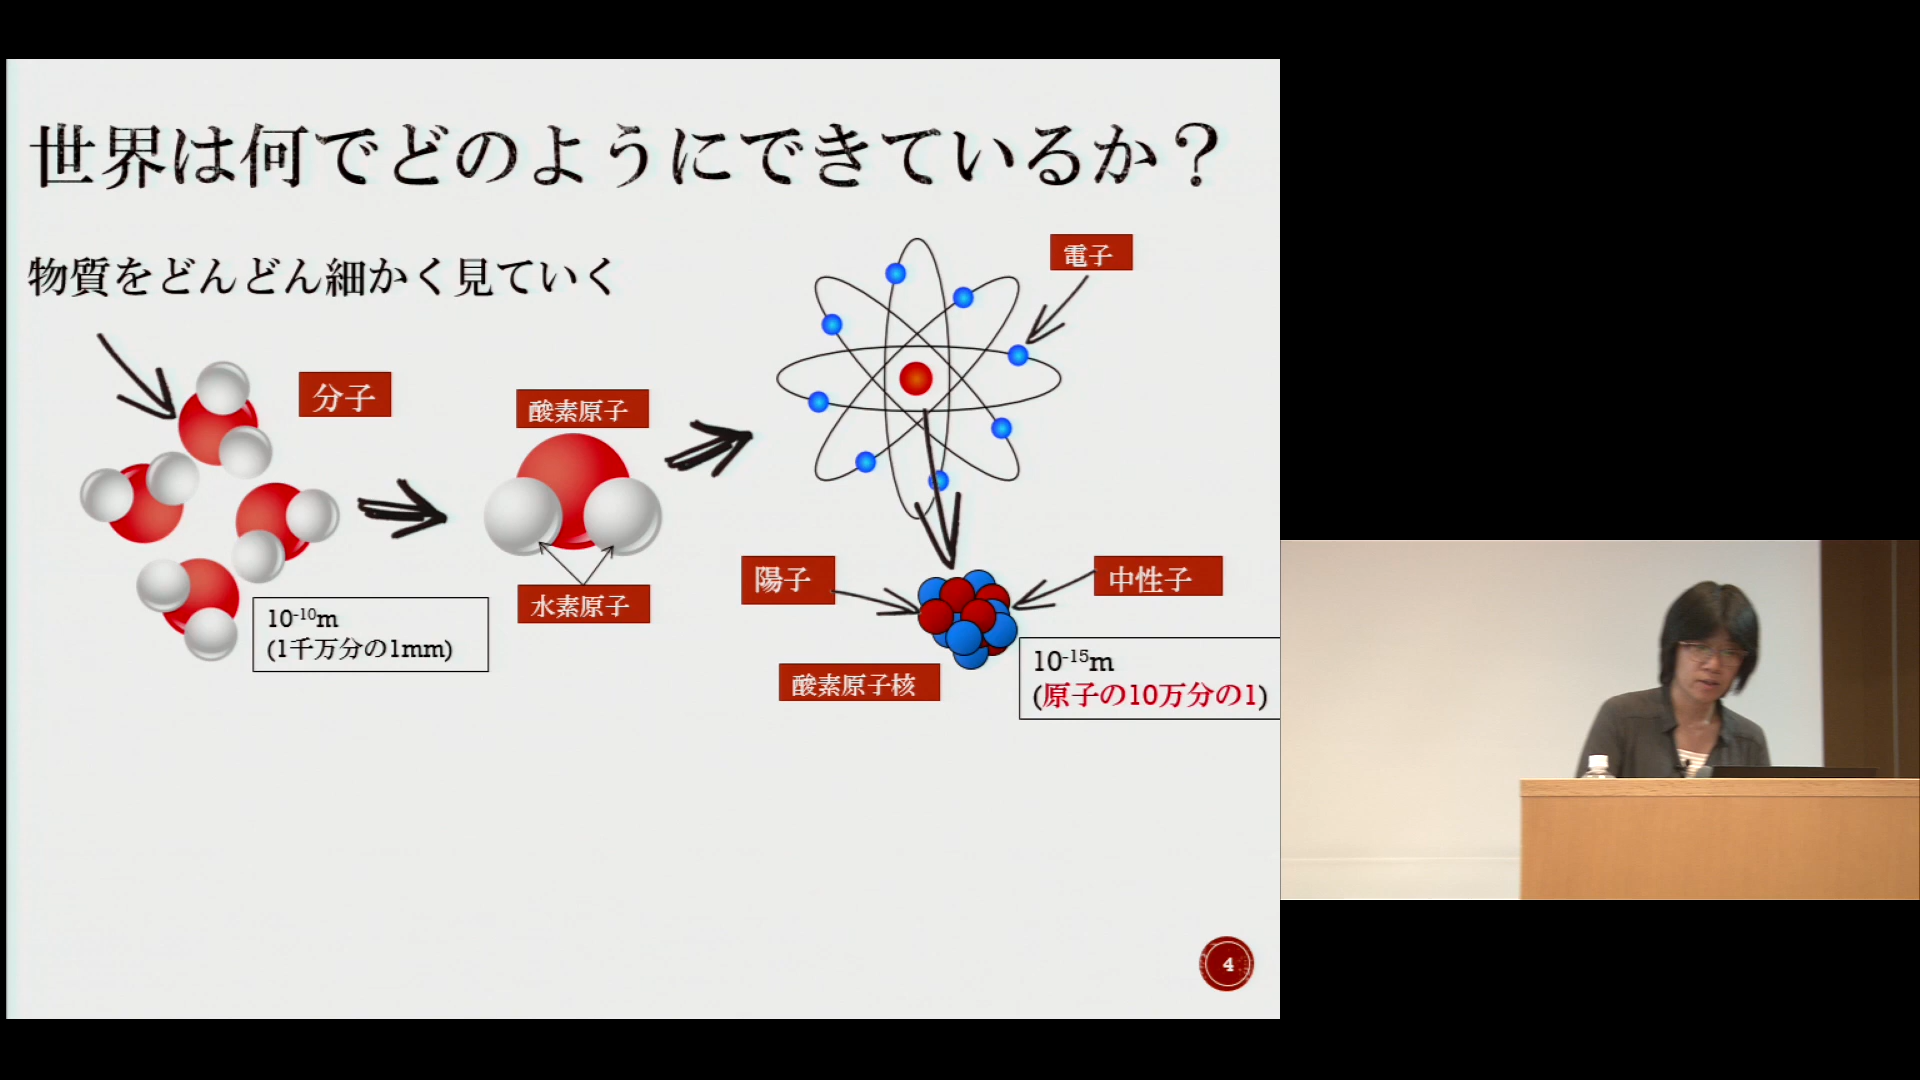 世界は何でどのようにできているか？
物質をどんどん細かく見ていく
電子
分子
酸素原子
水素原子
10⁻¹⁰m
(1千万分の1mm)
陽子
中性子
酸素原子核
10⁻¹⁵m
(原子の10万分の1)
4